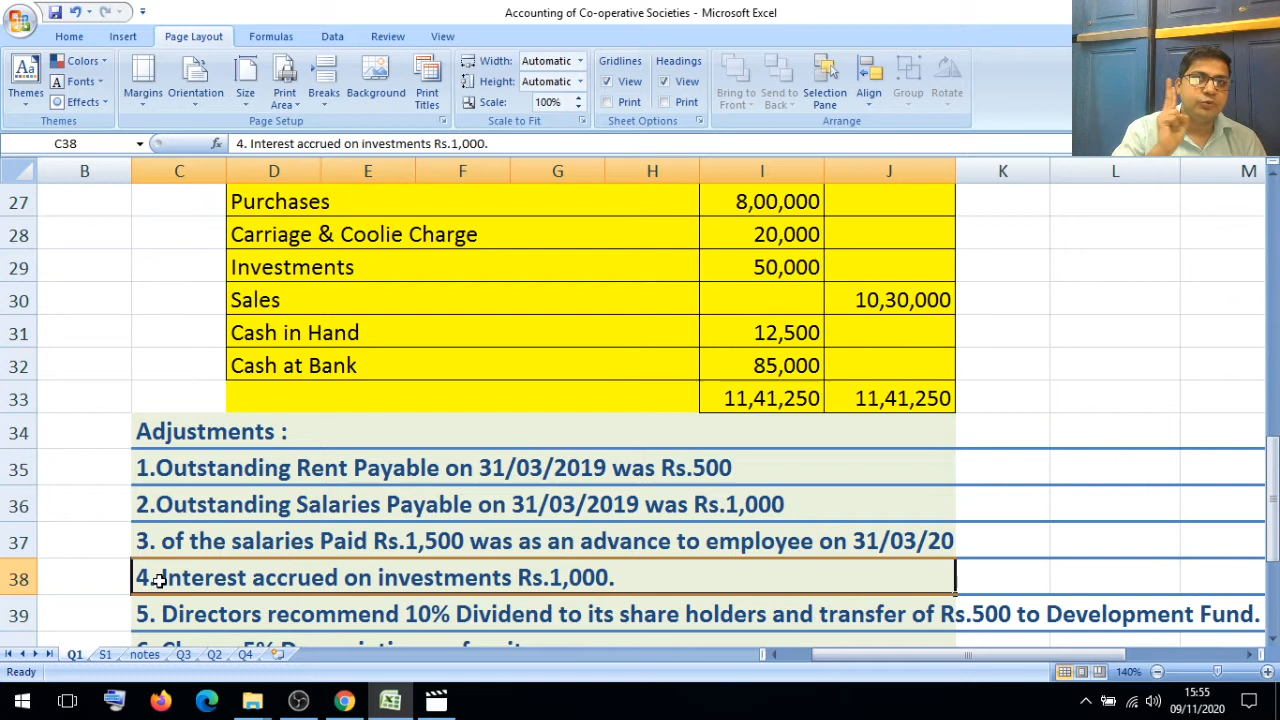 Accounting of Co-operative Societies - Microsoft Excel
Home Insert Page Layout Formulas Data Review View
Themes Colors Fonts Effects Themes
Margins Orientation Size Print Area Breaks Background Print Titles Page Setup
Width: Automatic Height: Automatic Scale: 100% Scale to Fit
Gridlines View Print Headings View Print Sheet Options
Bring to Front Send to Back Selection Pane Align Group Rotate Arrange
C38 fx 4. Interest accrued on investments Rs.1,000.
B C D E F G H I J K L M
27 Purchases 8,00,000
28 Carriage & Coolie Charge 20,000
29 Investments 50,000
30 Sales 10,30,000
31 Cash in Hand 12,500
32 Cash at Bank 85,000
33 11,41,250 11,41,250
34 Adjustments :
35 1.Outstanding Rent Payable on 31/03/2019 was Rs.500
36 2.Outstanding Salaries Payable on 31/03/2019 was Rs.1,000
37 3. of the salaries Paid Rs.1,500 was as an advance to employee on 31/03/20
38 4. Interest accrued on investments Rs.1,000.
39 5. Directors recommend 10% Dividend to its share holders and transfer of Rs.500 to Development Fund.
Q1 S1 notes Q3 Q2 Q4
Ready 140%
15:55
09/11/2020